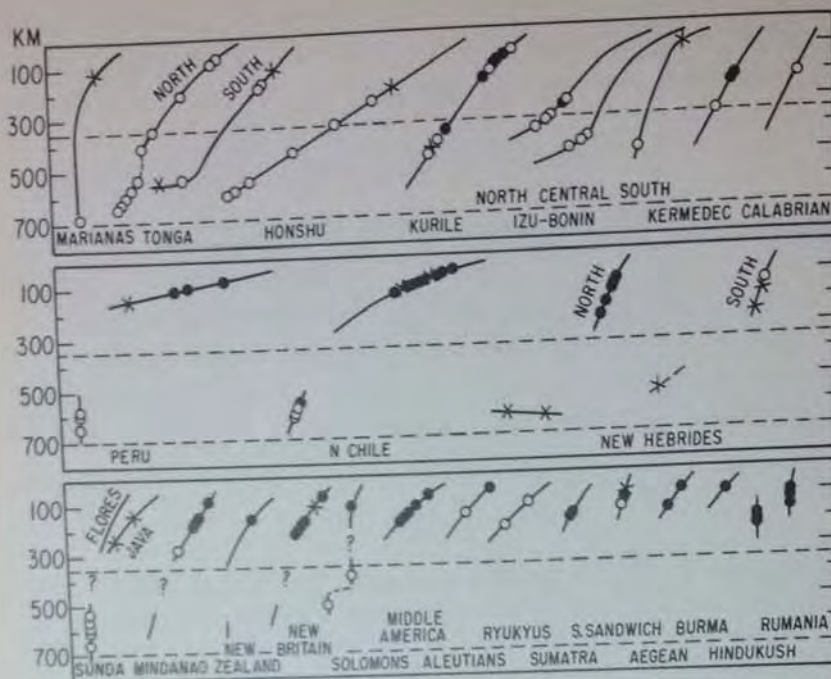 KM
100
300
500
700
NORTH
SOUTH
NORTH CENTRAL SOUTH
MARIANAS TONGA HONSHU KURILE IZU-BONIN KERMEDEC CALABRIAN
100
300
500
700
NORTH
SOUTH
PERU N CHILE NEW HEBRIDES
100
300
500
700
FLORES
JAVA
? ? ? ?
NEW MIDDLE
BRITAIN AMERICA RYUKYUS S. SANDWICH BURMA RUMANIA
NEW
SUNDA MINDANAO ZEALAND SOLOMONS ALEUTIANS SUMATRA AEGEAN HINDUKUSH